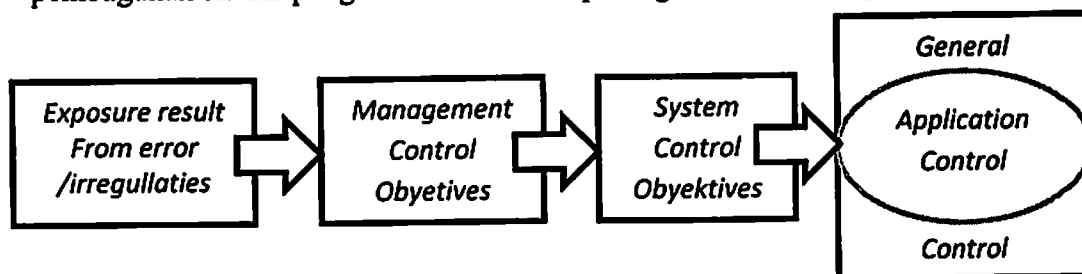 Exposure result
From error
/irregullaties
Management
Control
Obyetives
System
Control
Obyektives
General
Application
Control
Control